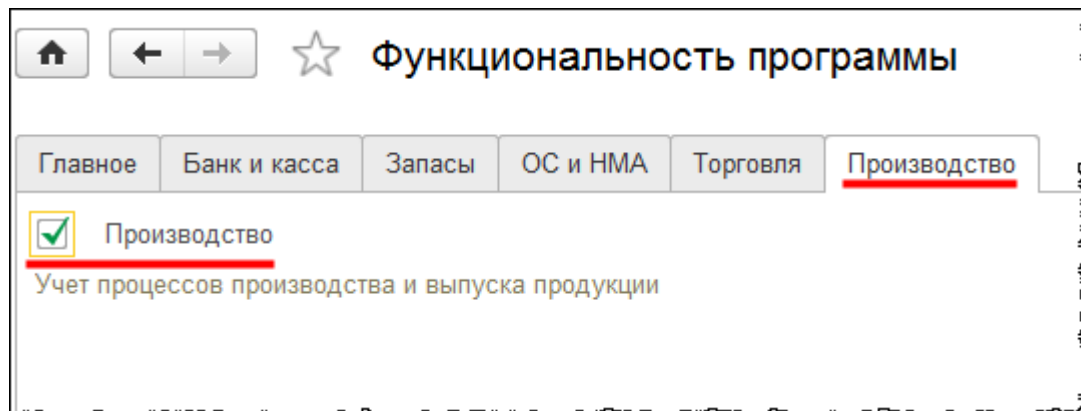 Функциональность программы
Главное Банк и касса Запасы ОС и НМА Торговля Производство
Производство
Учет процессов производства и выпуска продукции